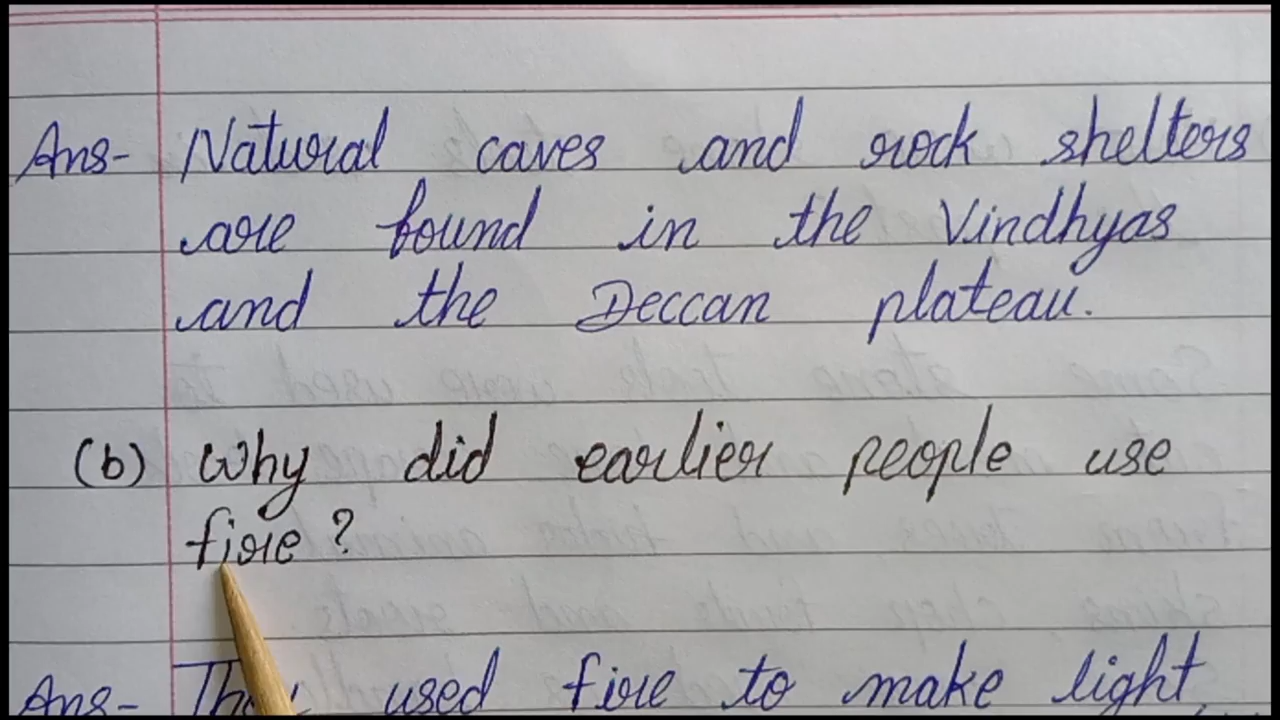 Ans- Natural caves and rock shelters
are found in the Vindhyas
and the Deccan plateau.
(b) Why did earlier people use
fire?
Ans- They used fire to make light,